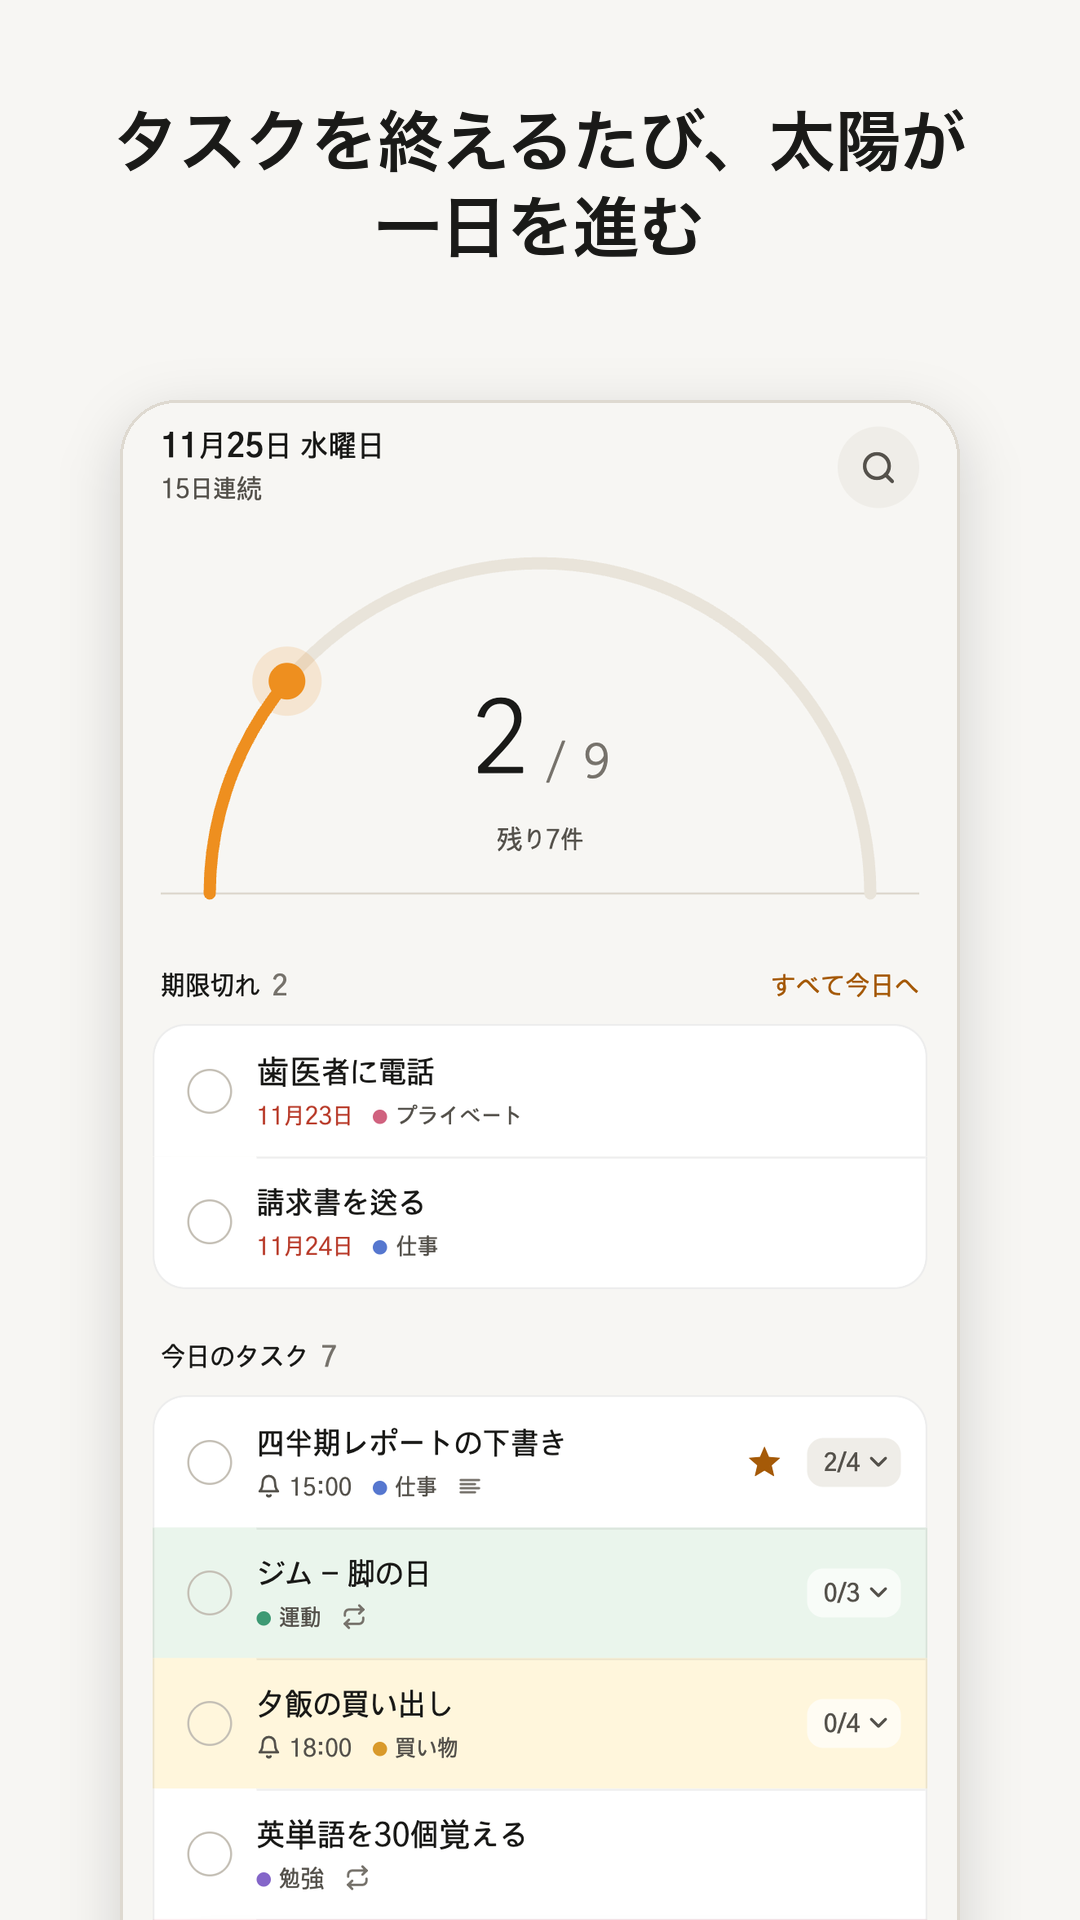 タスクを終えるたび、太陽が
一日を進む
11月25日 水曜日
15日連続
2 / 9
残り7件
期限切れ 2
すべて今日へ
歯医者に電話
11月23日 プライベート
請求書を送る
11月24日 仕事
今日のタスク 7
四半期レポートの下書き
15:00 仕事
2/4
ジム – 脚の日
運動
0/3
夕飯の買い出し
18:00 買い物
0/4
英単語を30個覚える
勉強